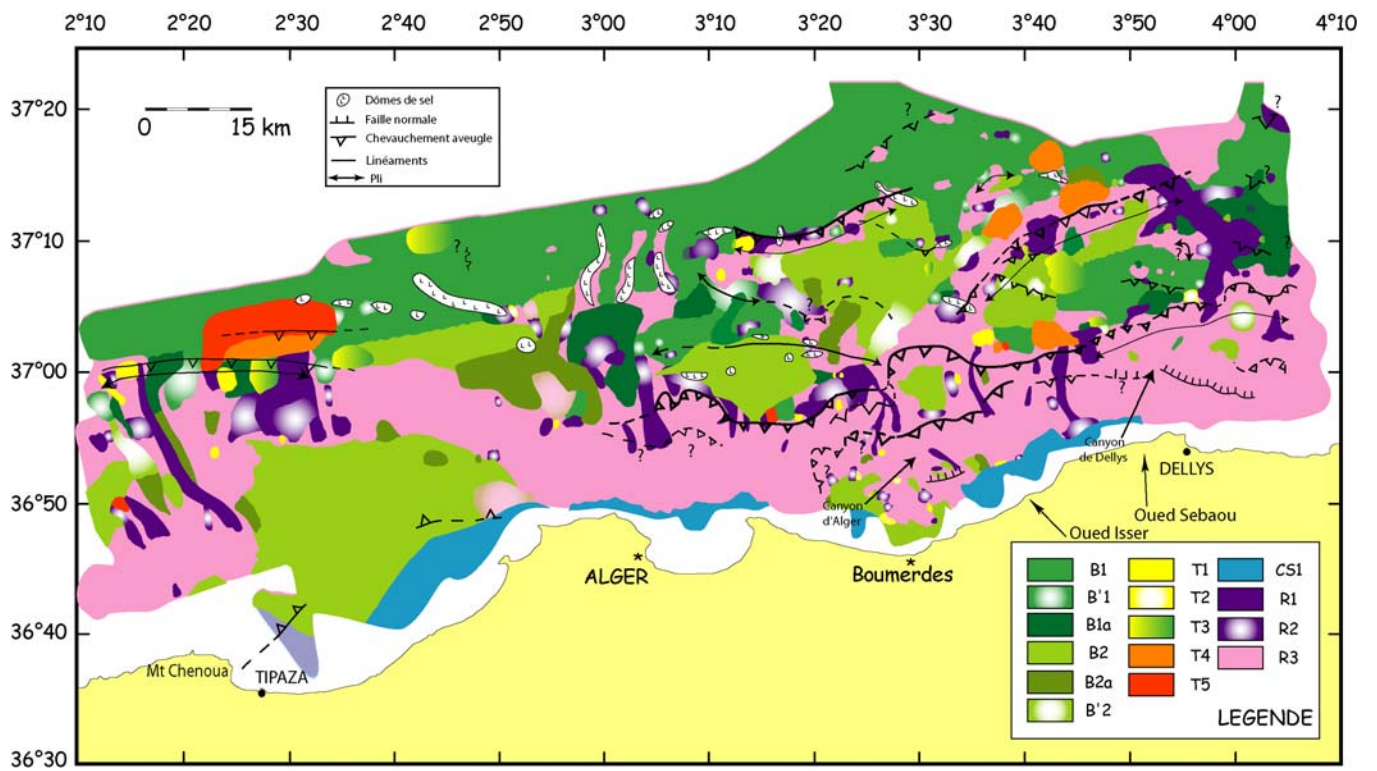 2°10 2°20 2°30 2°40 2°50 3°00 3°10 3°20 3°30 3°40 3°50 4°00 4°10
37°20
37°10
37°00
36°50
36°40
36°30
0 15 km
Dômes de sel
Faille normale
Chevauchement aveugle
Linéaments
Pli
?
?
?
?
?
?
?
?
?
?
?
?
Canyon
de Dellys
DELLYS
Canyon
d'Alger
Oued Sebaou
Oued Isser
ALGER
*
Boumerdes
*
Mt Chenoua
TIPAZA
B1 T1 CS1
B'1 T2 R1
B1a T3 R2
B2 T4 R3
B2a T5
B'2
LEGENDE